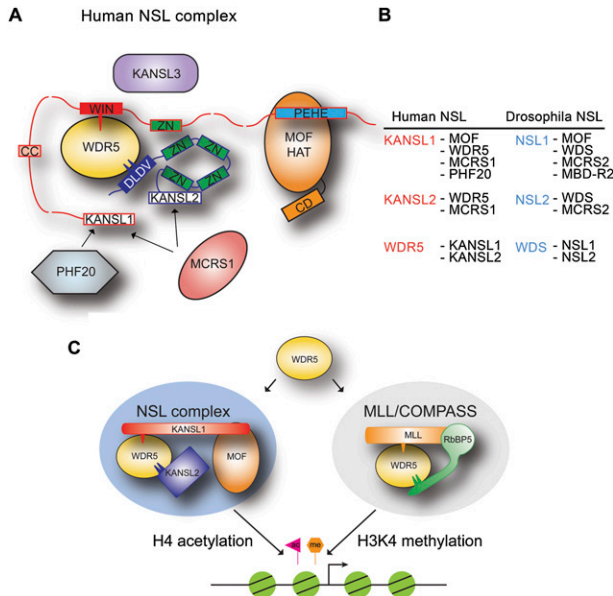 A
Human NSL complex
KANSL3
WIN
ZN
PEHE
WDR5
MOF
HAT
CC
ZN
ZN
DLDV
ZN
ZN
KANSL2
CD
KANSL1
PHF20
MCRS1
B
Human NSL Drosophila NSL
KANSL1 - MOF NSL1 - MOF
- WDR5 - WDS
- MCRS1 - MCRS2
- PHF20 - MBD-R2
KANSL2 - WDR5 NSL2 - WDS
- MCRS1 - MCRS2
WDR5 - KANSL1 WDS - NSL1
- KANSL2 - NSL2
C
WDR5
NSL complex
KANSL1
WDR5
KANSL2
MOF
MLL/COMPASS
MLL
RbBP5
WDR5
H4 acetylation
ac
me
H3K4 methylation